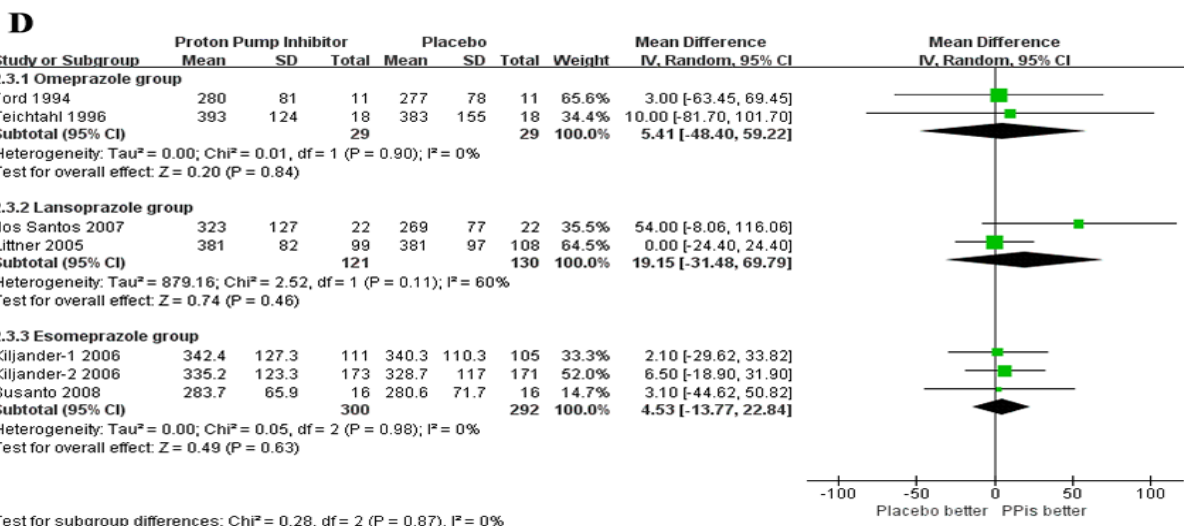 D
Proton Pump Inhibitor Placebo Mean Difference Mean Difference
Study or Subgroup Mean SD Total Mean SD Total Weight IV, Random, 95% CI IV, Random, 95% CI
.3.1 Omeprazole group
Ford 1994 280 81 11 277 78 11 65.6% 3.00 [-63.45, 69.45]
Teichtahl 1996 393 124 18 383 155 18 34.4% 10.00 [-81.70, 101.70]
Subtotal (95% CI) 29 29 100.0% 5.41 [-48.40, 59.22]
Heterogeneity: Tau² = 0.00; Chi² = 0.01, df = 1 (P = 0.90); I² = 0%
Test for overall effect: Z = 0.20 (P = 0.84)
.3.2 Lansoprazole group
dos Santos 2007 323 127 22 269 77 22 35.5% 54.00 [-8.06, 116.06]
Littner 2005 381 82 99 381 97 108 64.5% 0.00 [-24.40, 24.40]
Subtotal (95% CI) 121 130 100.0% 19.15 [-31.48, 69.79]
Heterogeneity: Tau² = 879.16; Chi² = 2.52, df = 1 (P = 0.11); I² = 60%
Test for overall effect: Z = 0.74 (P = 0.46)
.3.3 Esomeprazole group
Kiljander-1 2006 342.4 127.3 111 340.3 110.3 105 33.3% 2.10 [-29.62, 33.82]
Kiljander-2 2006 335.2 123.3 173 328.7 117 171 52.0% 6.50 [-18.90, 31.90]
Susanto 2008 283.7 65.9 16 280.6 71.7 16 14.7% 3.10 [-44.62, 50.82]
Subtotal (95% CI) 300 292 100.0% 4.53 [-13.77, 22.84]
Heterogeneity: Tau² = 0.00; Chi² = 0.05, df = 2 (P = 0.98); I² = 0%
Test for overall effect: Z = 0.49 (P = 0.63)
-100 -50 0 50 100
Placebo better PPis better
Test for subgroup differences: Chi² = 0.28, df = 2 (P = 0.87), I² = 0%